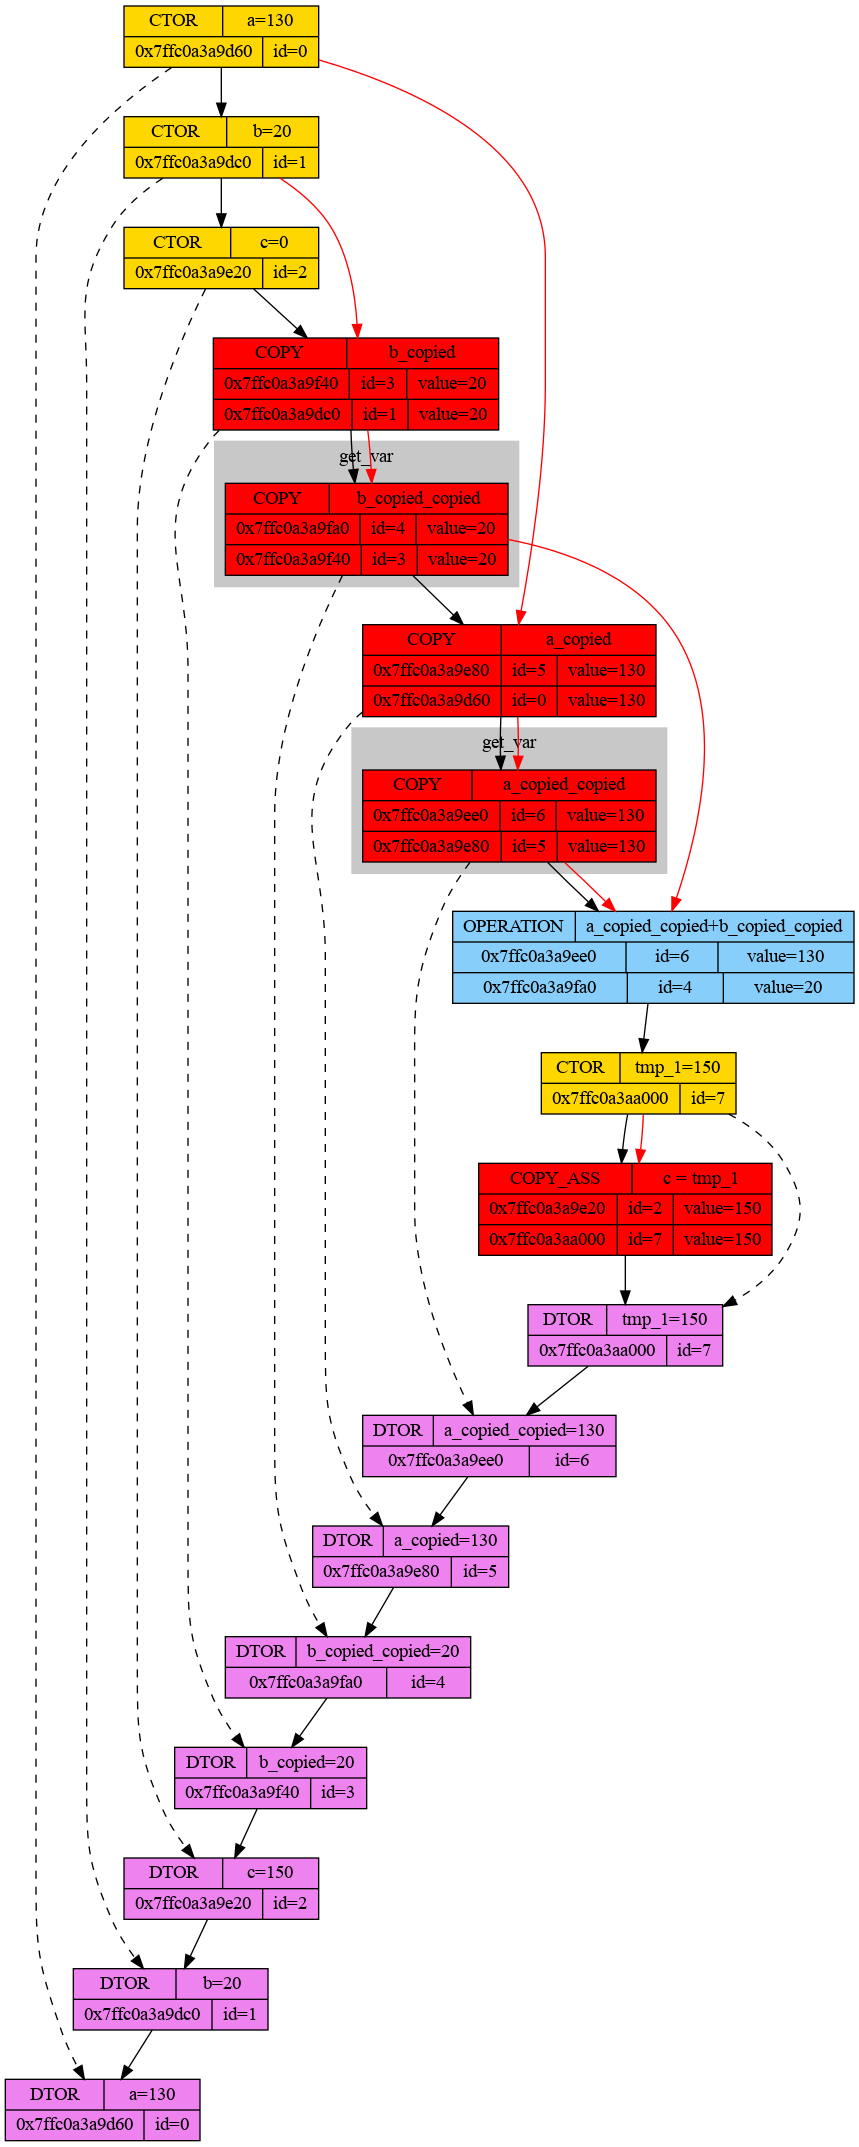 CTOR a=130
0x7ffc0a3a9d60 id=0
CTOR b=20
0x7ffc0a3a9dc0 id=1
CTOR c=0
0x7ffc0a3a9e20 id=2
COPY b_copied
0x7ffc0a3a9f40 id=3 value=20
0x7ffc0a3a9dc0 id=1 value=20
get_var
COPY b_copied_copied
0x7ffc0a3a9fa0 id=4 value=20
0x7ffc0a3a9f40 id=3 value=20
COPY a_copied
0x7ffc0a3a9e80 id=5 value=130
0x7ffc0a3a9d60 id=0 value=130
get_var
COPY a_copied_copied
0x7ffc0a3a9ee0 id=6 value=130
0x7ffc0a3a9e80 id=5 value=130
OPERATION a_copied_copied+b_copied_copied
0x7ffc0a3a9ee0 id=6 value=130
0x7ffc0a3a9fa0 id=4 value=20
CTOR tmp_1=150
0x7ffc0a3aa000 id=7
COPY_ASS c = tmp_1
0x7ffc0a3a9e20 id=2 value=150
0x7ffc0a3aa000 id=7 value=150
DTOR tmp_1=150
0x7ffc0a3aa000 id=7
DTOR a_copied_copied=130
0x7ffc0a3a9ee0 id=6
DTOR a_copied=130
0x7ffc0a3a9e80 id=5
DTOR b_copied_copied=20
0x7ffc0a3a9fa0 id=4
DTOR b_copied=20
0x7ffc0a3a9f40 id=3
DTOR c=150
0x7ffc0a3a9e20 id=2
DTOR b=20
0x7ffc0a3a9dc0 id=1
DTOR a=130
0x7ffc0a3a9d60 id=0